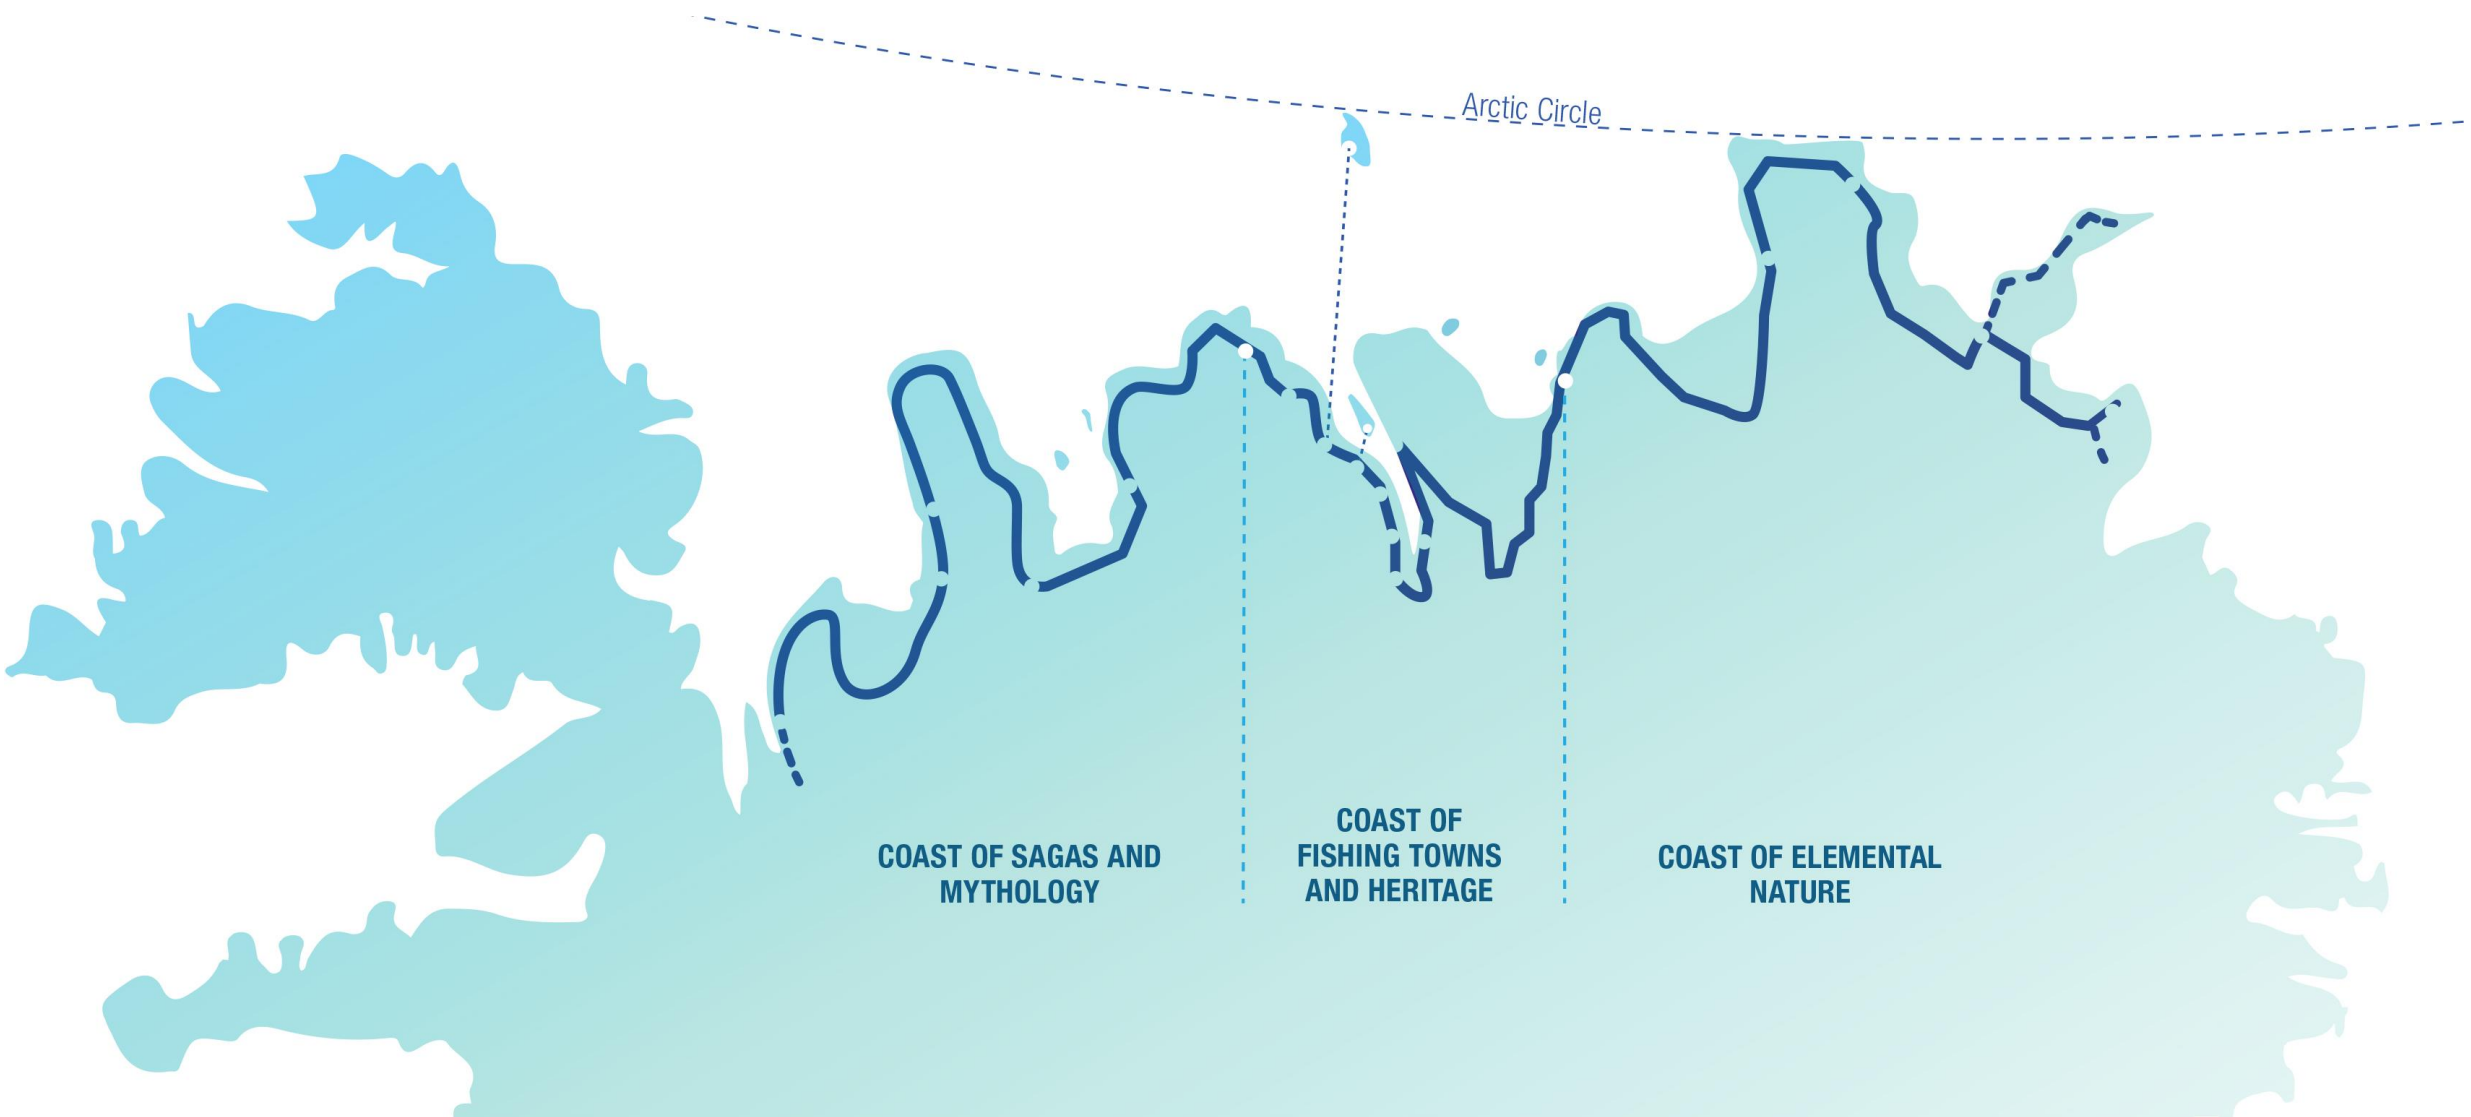 Arctic Circle
COAST OF SAGAS AND
MYTHOLOGY
COAST OF
FISHING TOWNS
AND HERITAGE
COAST OF ELEMENTAL
NATURE